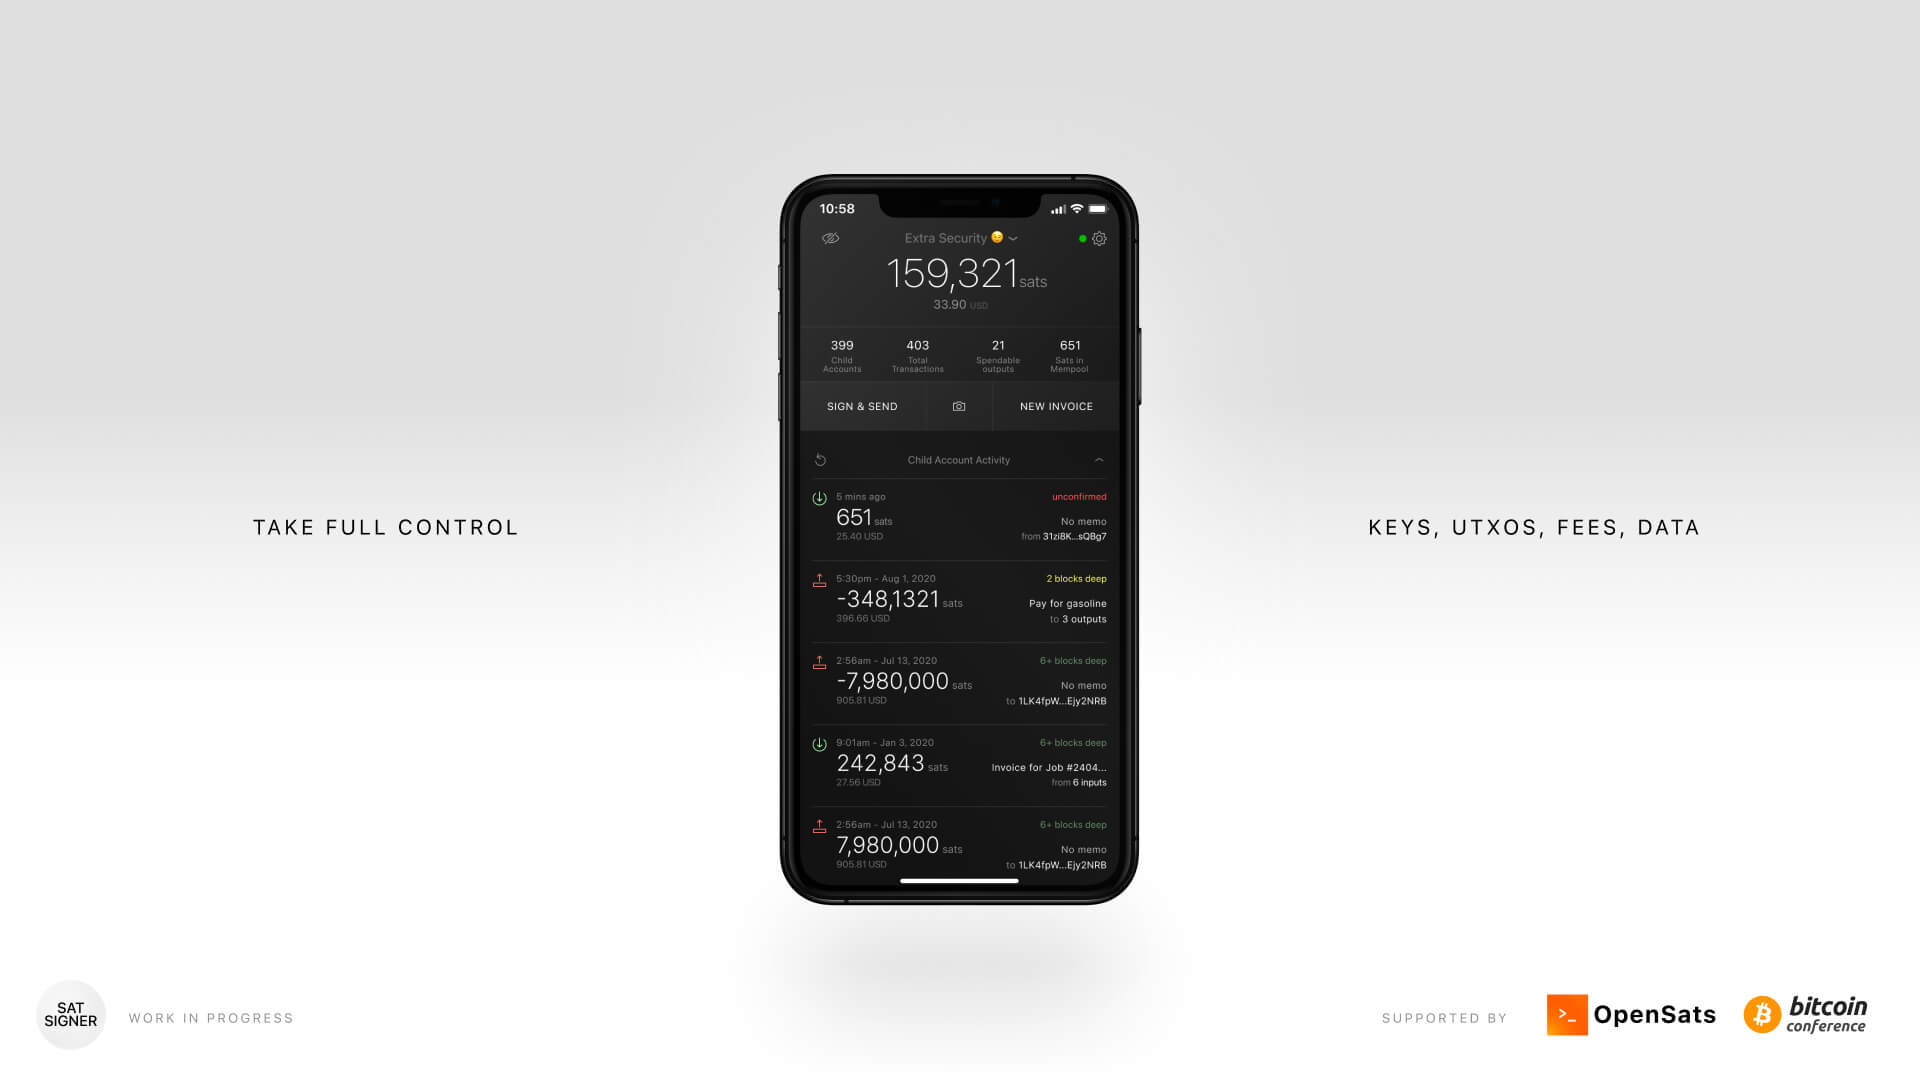 10:58
Extra Security
159,321 sats
33.90 USD
399 403 21 651
Child Accounts
Total Transactions
Spendable outputs
Sats in Mempool
SIGN & SEND
NEW INVOICE
Child Account Activity
5 mins ago
unconfirmed
651 sats
No memo
25.40 USD
from 31zi8K...sQBg7
5:30pm - Aug 1, 2020
2 blocks deep
-348,1321 sats
Pay for gasoline
396.66 USD
to 3 outputs
2:56am - Jul 13, 2020
6+ blocks deep
-7,980,000 sats
No memo
905.81 USD
to 1LK4fpW...Ejy2NRB
9:01am - Jan 3, 2020
6+ blocks deep
242,843 sats
Invoice for Job #2404...
27.56 USD
from 6 inputs
2:56am - Jul 13, 2020
6+ blocks deep
7,980,000 sats
No memo
905.81 USD
to 1LK4fpW...Ejy2NRB
TAKE FULL CONTROL
KEYS, UTXOS, FEES, DATA
SAT
SIGNER
WORK IN PROGRESS
SUPPORTED BY
>_ OpenSats
bitcoin
conference